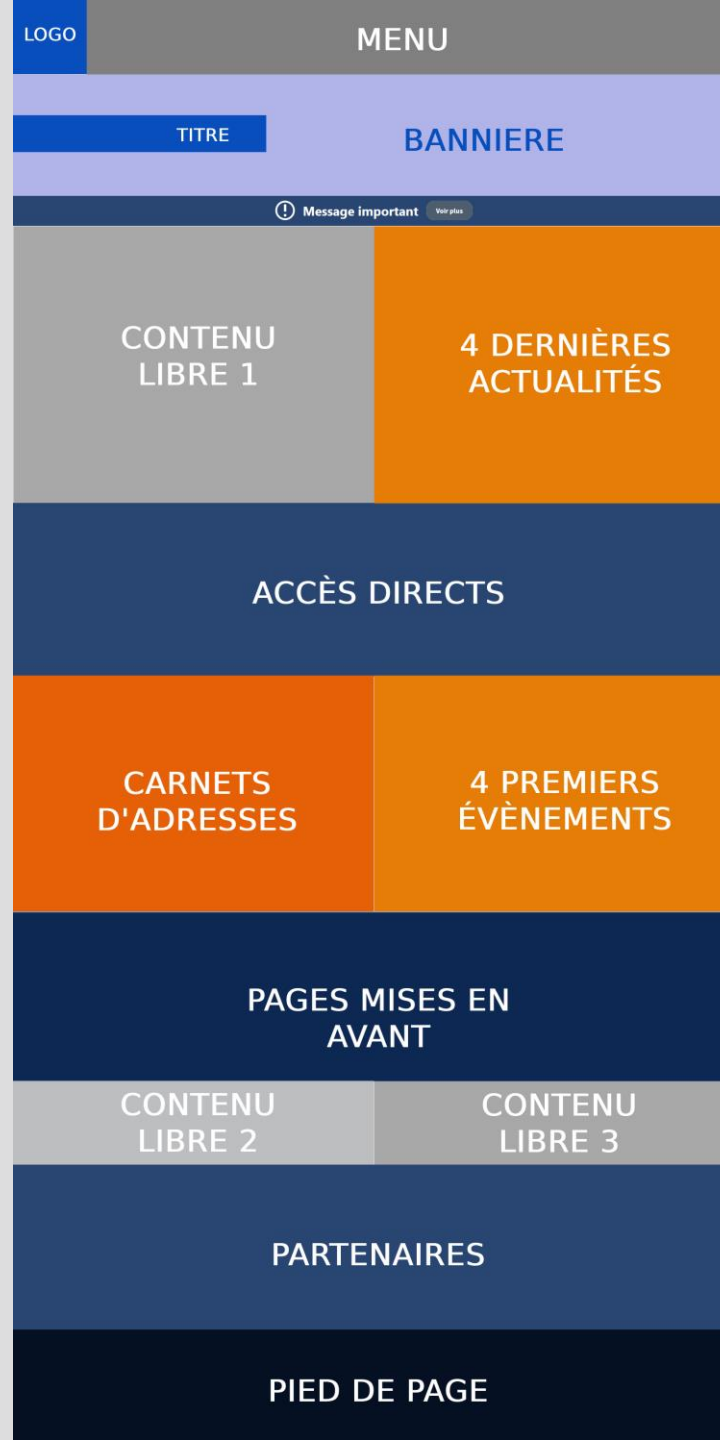 LOGO
MENU
TITRE
BANNIERE
Message important Voir plus
CONTENU
LIBRE 1
4 DERNIÈRES
ACTUALITÉS
ACCÈS DIRECTS
CARNETS
D'ADRESSES
4 PREMIERS
ÉVÈNEMENTS
PAGES MISES EN
AVANT
CONTENU
LIBRE 2
CONTENU
LIBRE 3
PARTENAIRES
PIED DE PAGE